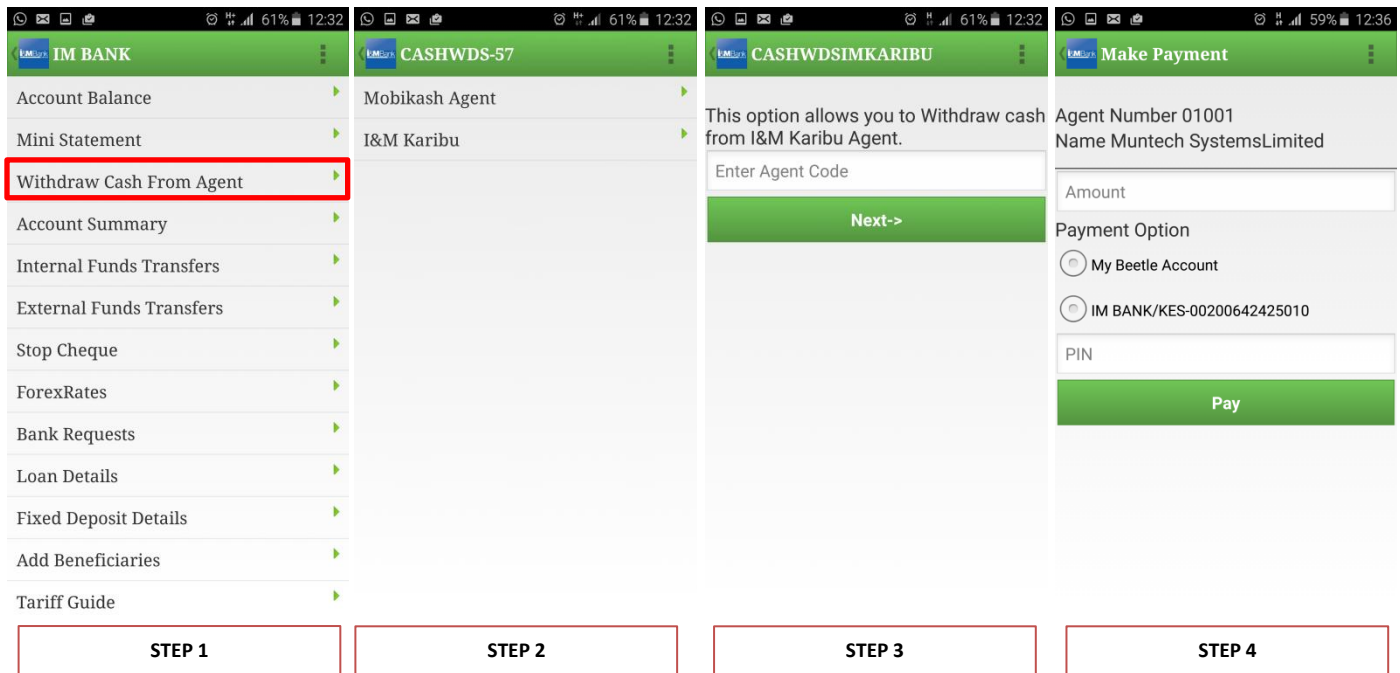 61% 12:32
IM BANK
Account Balance
Mini Statement
Withdraw Cash From Agent
Account Summary
Internal Funds Transfers
External Funds Transfers
Stop Cheque
ForexRates
Bank Requests
Loan Details
Fixed Deposit Details
Add Beneficiaries
Tariff Guide
STEP 1
61% 12:32
CASHWDS-57
Mobikash Agent
I&M Karibu
STEP 2
61% 12:32
CASHWDSIMKARIBU
This option allows you to Withdraw cash
from I&M Karibu Agent.
Enter Agent Code
Next->
STEP 3
59% 12:36
Make Payment
Agent Number 01001
Name Muntech SystemsLimited
Amount
Payment Option
My Beetle Account
IM BANK/KES-00200642425010
PIN
Pay
STEP 4